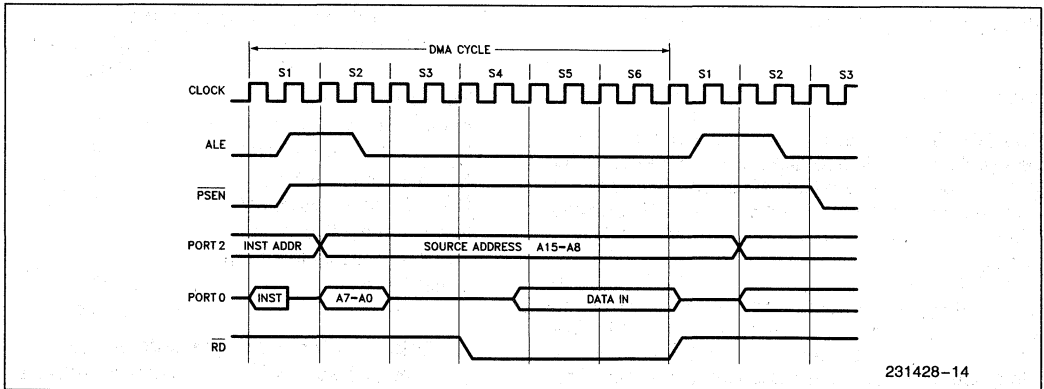 DMA CYCLE
S1 S2 S3 S4 S5 S6 S1 S2 S3
CLOCK
ALE
PSEN
PORT 2 INST ADDR SOURCE ADDRESS A15–A8
PORT 0 INST A7–A0 DATA IN
RD
231428–14